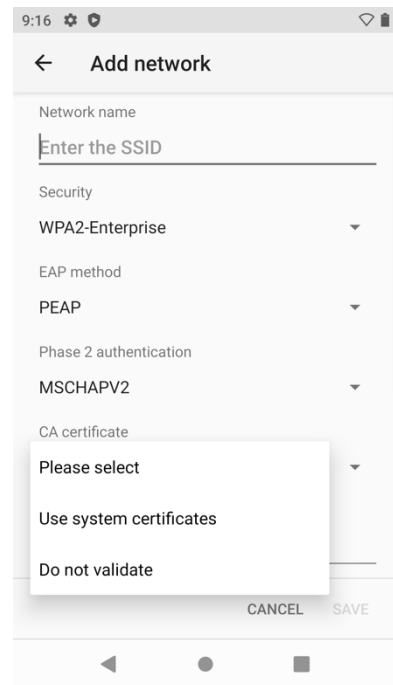 9:16
Add network
Network name
Enter the SSID
Security
WPA2-Enterprise
EAP method
PEAP
Phase 2 authentication
MSCHAPV2
CA certificate
Please select
Use system certificates
Do not validate
CANCEL SAVE